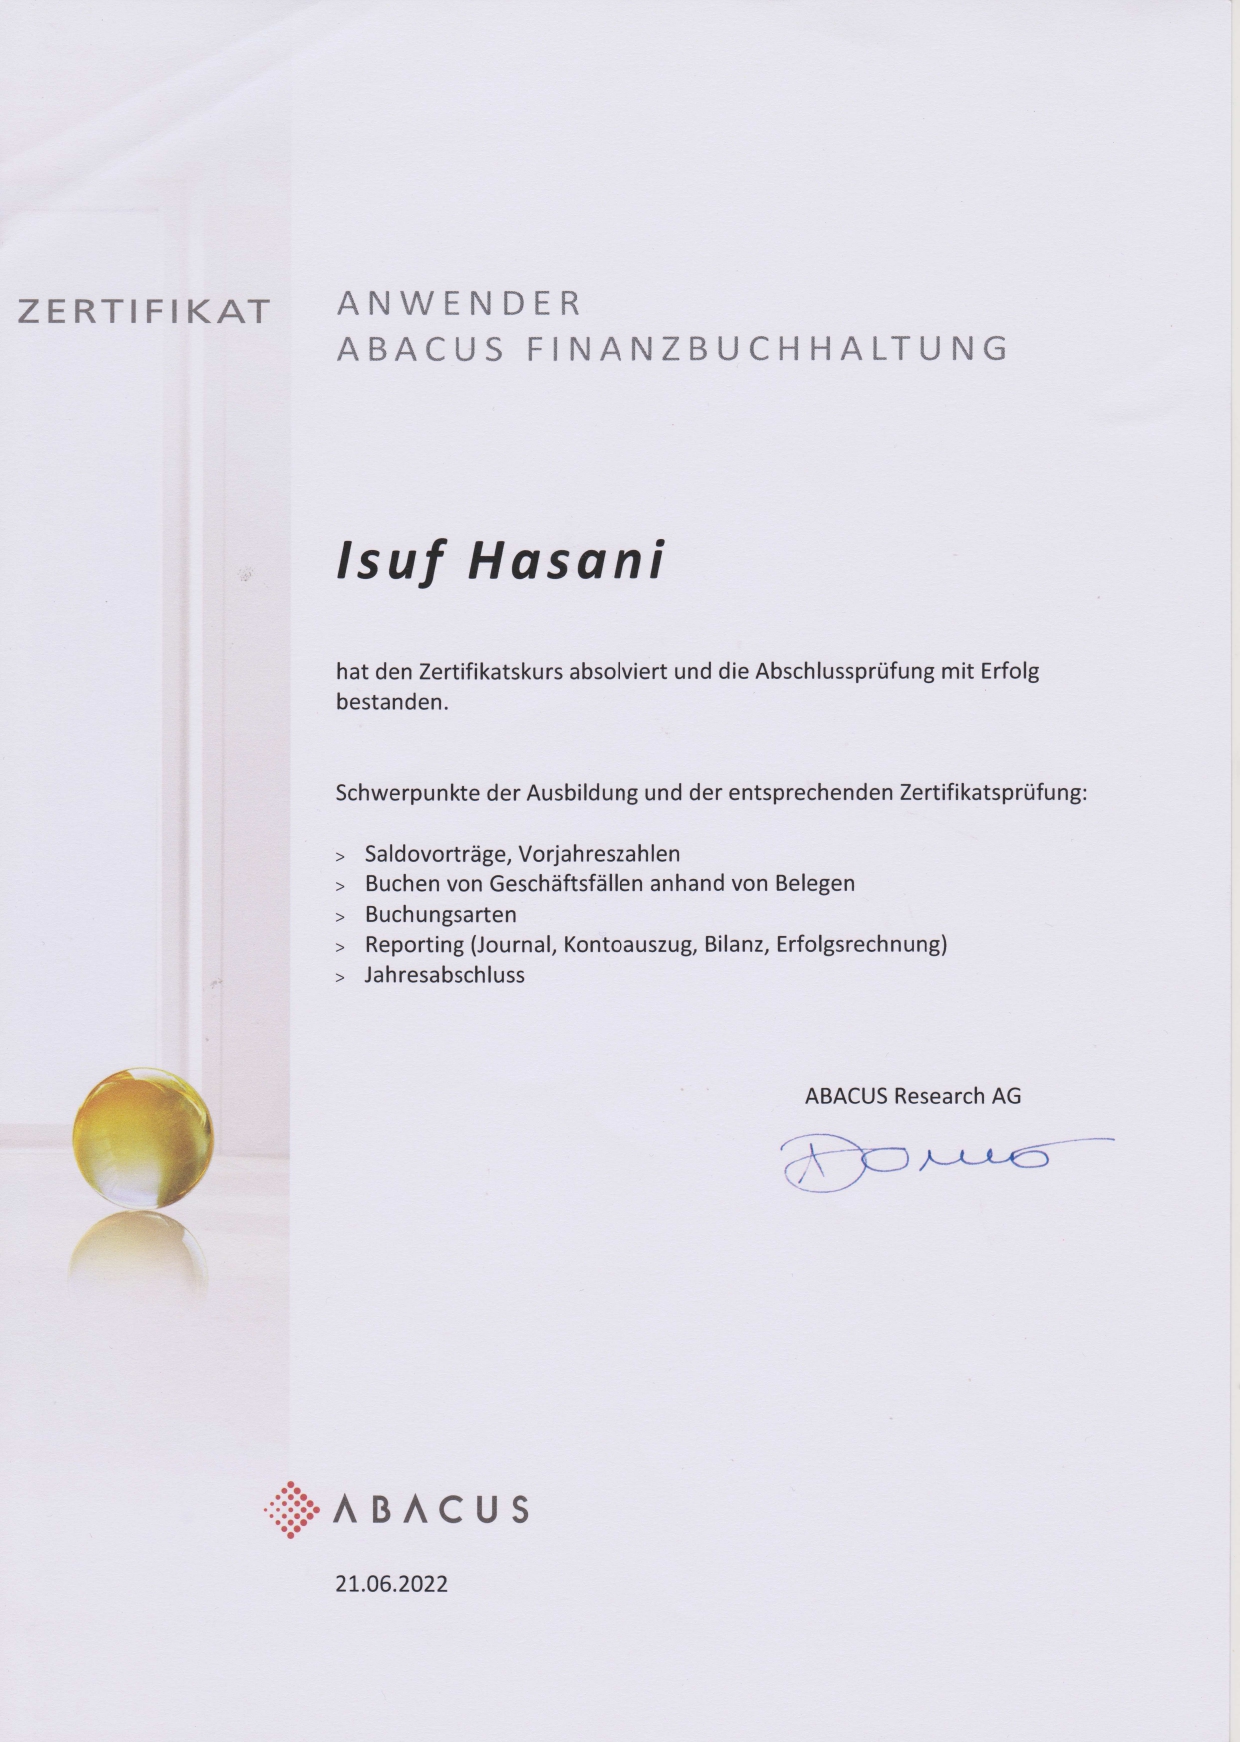 ZERTIFIKAT
ANWENDER
ABACUS FINANZBUCHHALTUNG
Isuf Hasani
hat den Zertifikatskurs absolviert und die Abschlussprüfung mit Erfolg
bestanden.
Schwerpunkte der Ausbildung und der entsprechenden Zertifikatsprüfung:
> Saldovorträge, Vorjahreszahlen
> Buchen von Geschäftsfällen anhand von Belegen
> Buchungsarten
> Reporting (Journal, Kontoauszug, Bilanz, Erfolgsrechnung)
> Jahresabschluss
ABACUS Research AG
ABACUS
21.06.2022